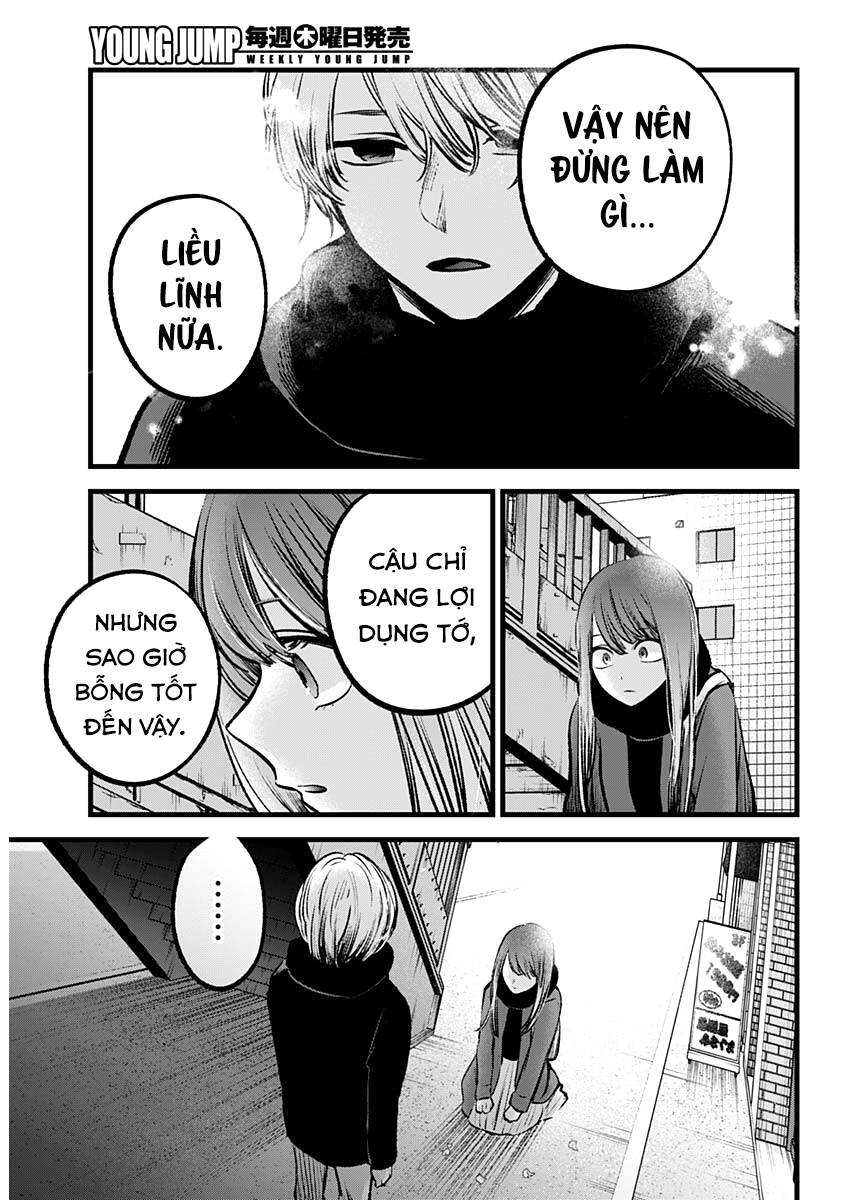 YOUNG JUMP 毎週木曜日発売
WEEKLY YOUNG JUMP
VẬY NÊN
ĐỪNG LÀM
GÌ...
LIỀU
LĨNH
NỮA.
CẬU CHỈ
ĐANG LỢI
DỤNG TỚ,
NHƯNG
SAO GIỜ
BỖNG TỐT
ĐẾN VẬY.
......